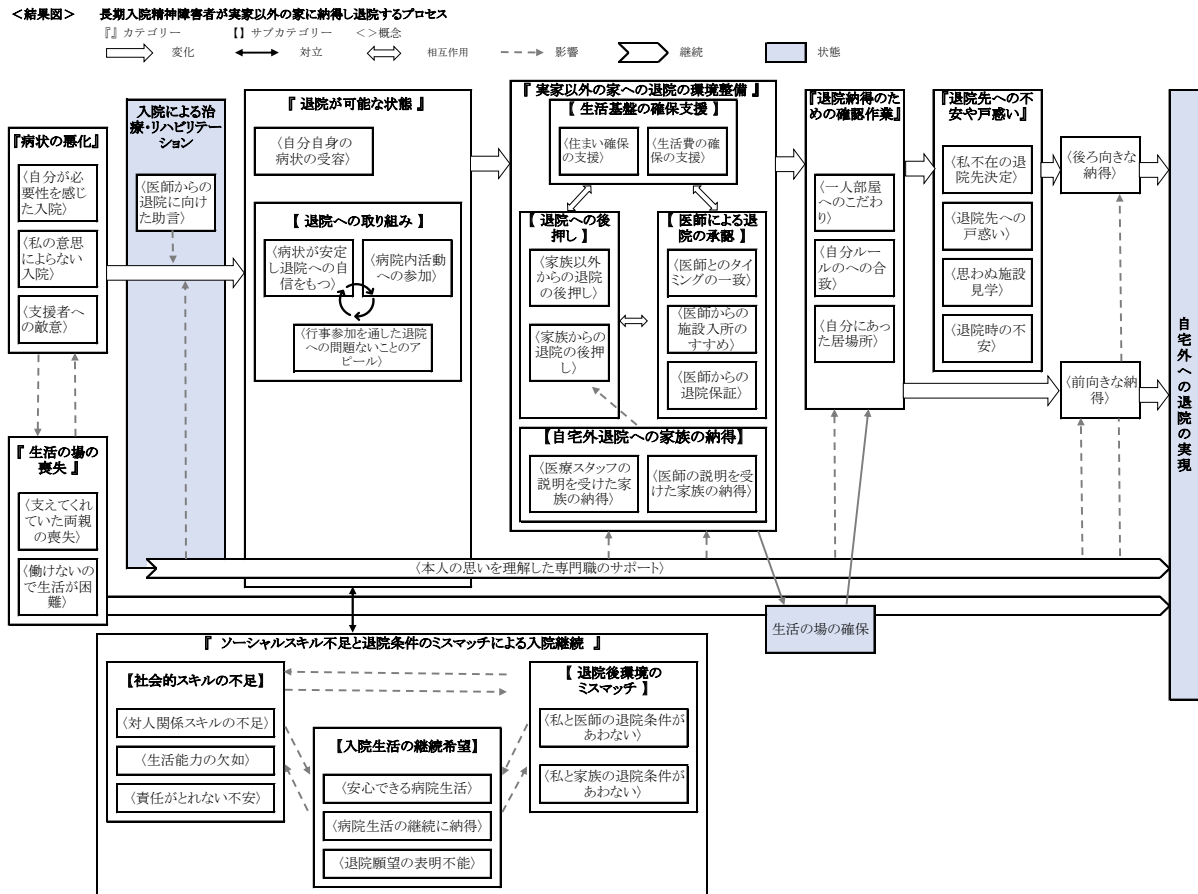 ＜結果図＞ 長期入院精神障害者が実家以外の家に納得し退院するプロセス
『』カテゴリー 【】サブカテゴリー ＜＞概念
変化 対立 相互作用 影響 継続 状態
『病状の悪化』
〈自分が必
要性を感じ
た入院〉
〈私の意思
によらない
入院〉
〈支援者へ
の敵意〉
『 生活の場の
喪失 』
〈支えてくれ
ていた両親
の喪失〉
〈働けないの
で生活が困
難〉
入院による治
療・リハビリテー
ション
〈医師からの
退院に向け
た助言〉
『 退院が可能な状態 』
〈自分自身の
病状の受容〉
【 退院への取り組み 】
〈病状が安定
し退院への自
信をもつ〉
〈病院内活動
への参加〉
〈行事参加を通した退院
への問題ないことのア
ピール〉
『 実家以外の家への退院の環境整備 』
【 生活基盤の確保支援 】
〈住まい確保
の支援〉
〈生活費の確
保の支援〉
【 退院への後
押し 】
〈家族以外
からの退院
の後押し〉
〈家族からの
退院の後押
し〉
【医師による退
院の承認】
〈医師とのタイ
ミングの一致〉
〈医師からの
施設入所の
すすめ〉
〈医師からの
退院保証〉
【自宅外退院への家族の納得】
〈医療スタッフの
説明を受けた家
族の納得〉
〈医師の説明を受
けた家族の納得〉
『退院納得のた
めの確認作業』
〈一人部屋
へのこだわ
り〉
〈自分ルー
ルのへの合
致〉
〈自分にあっ
た居場所〉
『退院先への不
安や戸惑い』
〈私不在の退
院先決定〉
〈退院先への
戸惑い〉
〈思わぬ施設
見学〉
〈退院時の不
安〉
〈後ろ向きな
納得〉
〈前向きな納
得〉
自宅外への退院の実現
〈本人の思いを理解した専門職のサポート〉
生活の場の確保
『 ソーシャルスキル不足と退院条件のミスマッチによる入院継続 』
【社会的スキルの不足】
〈対人関係スキルの不足〉
〈生活能力の欠如〉
〈責任がとれない不安〉
【入院生活の継続希望】
〈安心できる病院生活〉
〈病院生活の継続に納得〉
〈退院願望の表明不能〉
【 退院後環境の
ミスマッチ 】
〈私と医師の退院条件が
あわない〉
〈私と家族の退院条件が
あわない〉